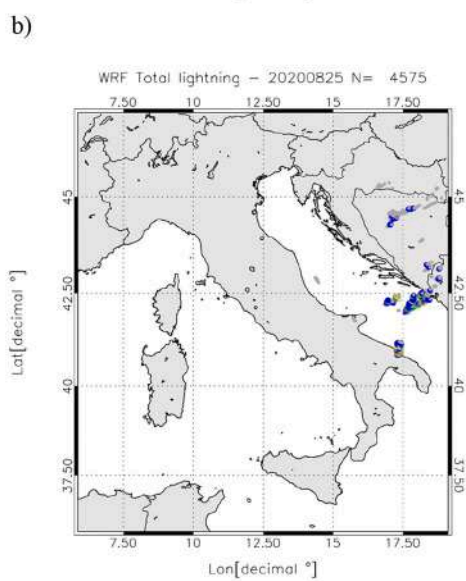 b)
WRF Total lightning - 20200825 N= 4575
7.50 10 12.50 15 17.50
45 45
42.50 42.50
40 40
37.50 37.50
7.50 10 12.50 15 17.50
Lat[decimal °]
Lon[decimal °]